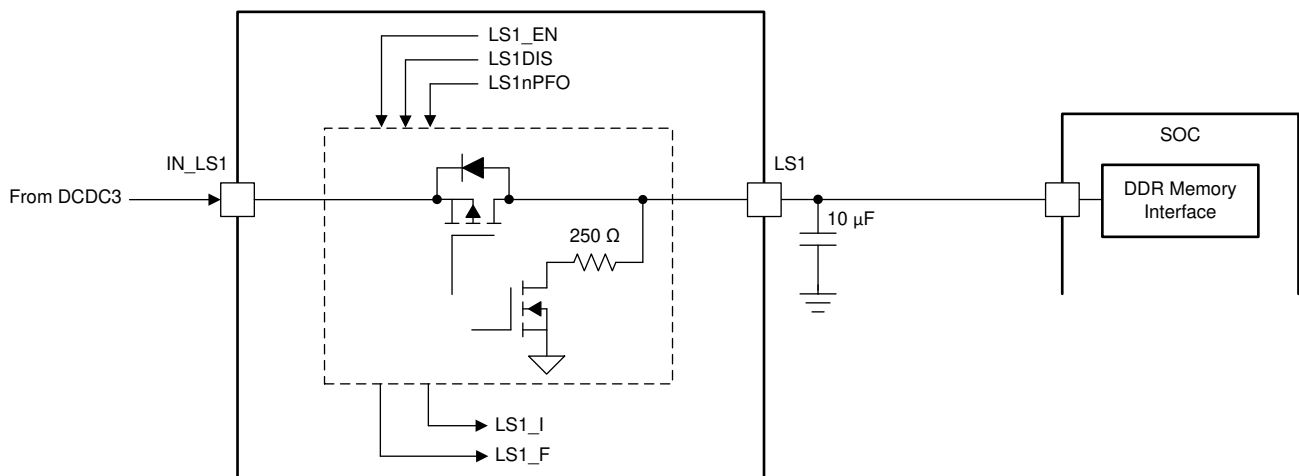 LS1_EN
LS1DIS
LS1nPFO
IN_LS1
LS1
SOC
From DCDC3
DDR Memory
Interface
10 µF
250 Ω
LS1_I
LS1_F